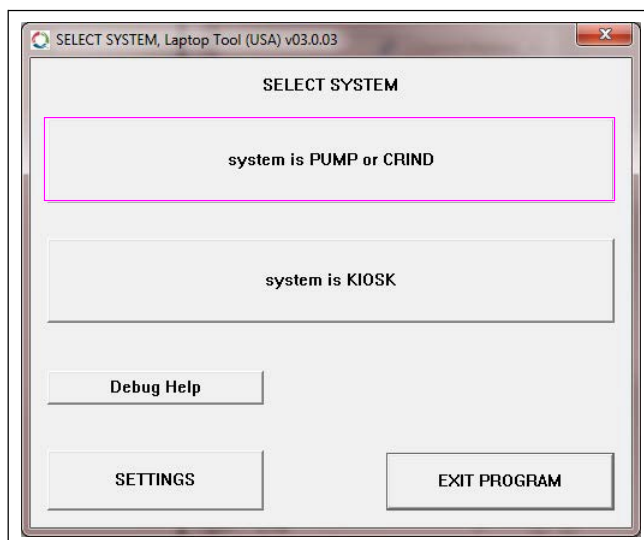 SELECT SYSTEM, Laptop Tool (USA) v03.0.03
SELECT SYSTEM
system is PUMP or CRIND
system is KIOSK
Debug Help
SETTINGS
EXIT PROGRAM